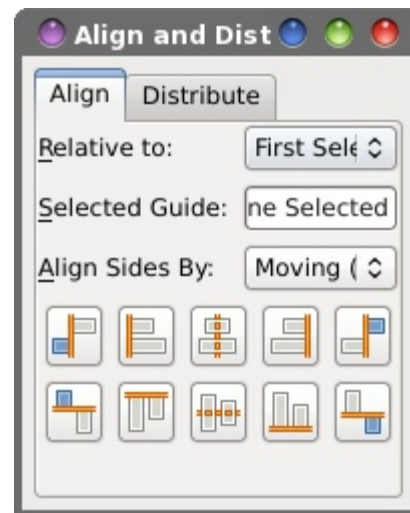 Align and Dist
Align Distribute
Relative to: First Sele
Selected Guide: ne Selected
Align Sides By: Moving (